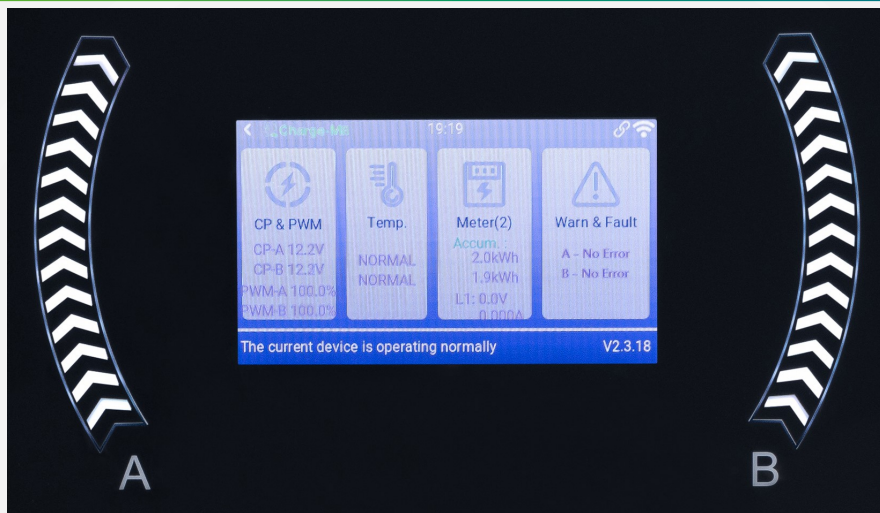 19:19
CP & PWM
CP-A 12.2V
CP-B 12.2V
PWM-A 100.0%
PWM-B 100.0%
Temp.
NORMAL
NORMAL
Meter(2)
Accum. :
2.0kWh
1.9kWh
L1: 0.0V
0.000A
Warn & Fault
A - No Error
B - No Error
The current device is operating normally
V2.3.18
A
B